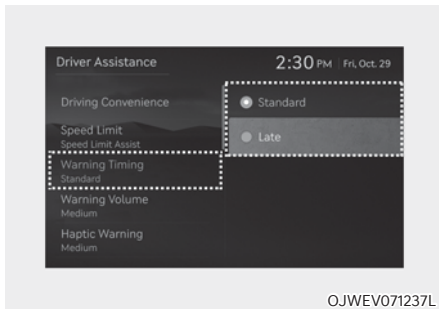 Driver Assistance
2:30 PM Fri, Oct. 29
Driving Convenience
Speed Limit
Speed Limit Assist
Warning Timing
Standard
Warning Volume
Medium
Haptic Warning
Medium
Standard
Late
OJWEV071237L